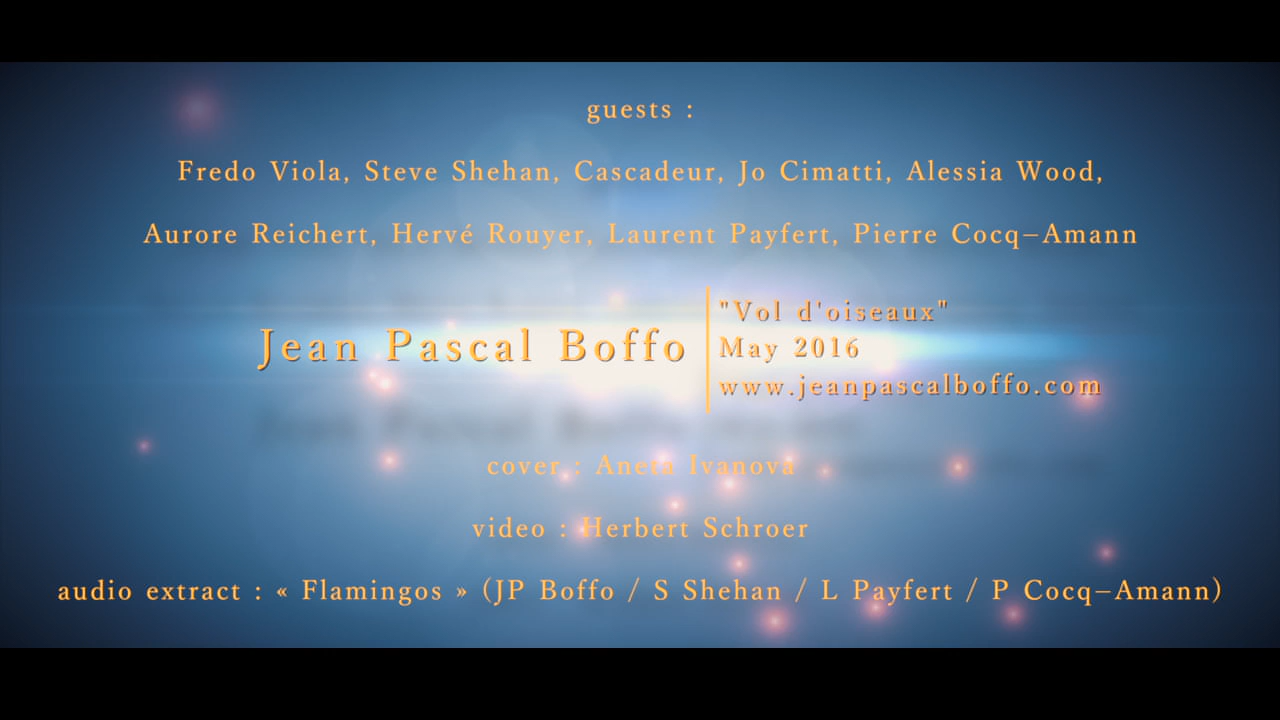 guests :
Fredo Viola, Steve Shehan, Cascadeur, Jo Cimatti, Alessia Wood,
Aurore Reichert, Hervé Rouyer, Laurent Payfert, Pierre Cocq–Amann
Jean Pascal Boffo
"Vol d'oiseaux"
May 2016
www.jeanpascalboffo.com
cover : Aneta Ivanova
video : Herbert Schroer
audio extract : « Flamingos » (JP Boffo / S Shehan / L Payfert / P Cocq–Amann)